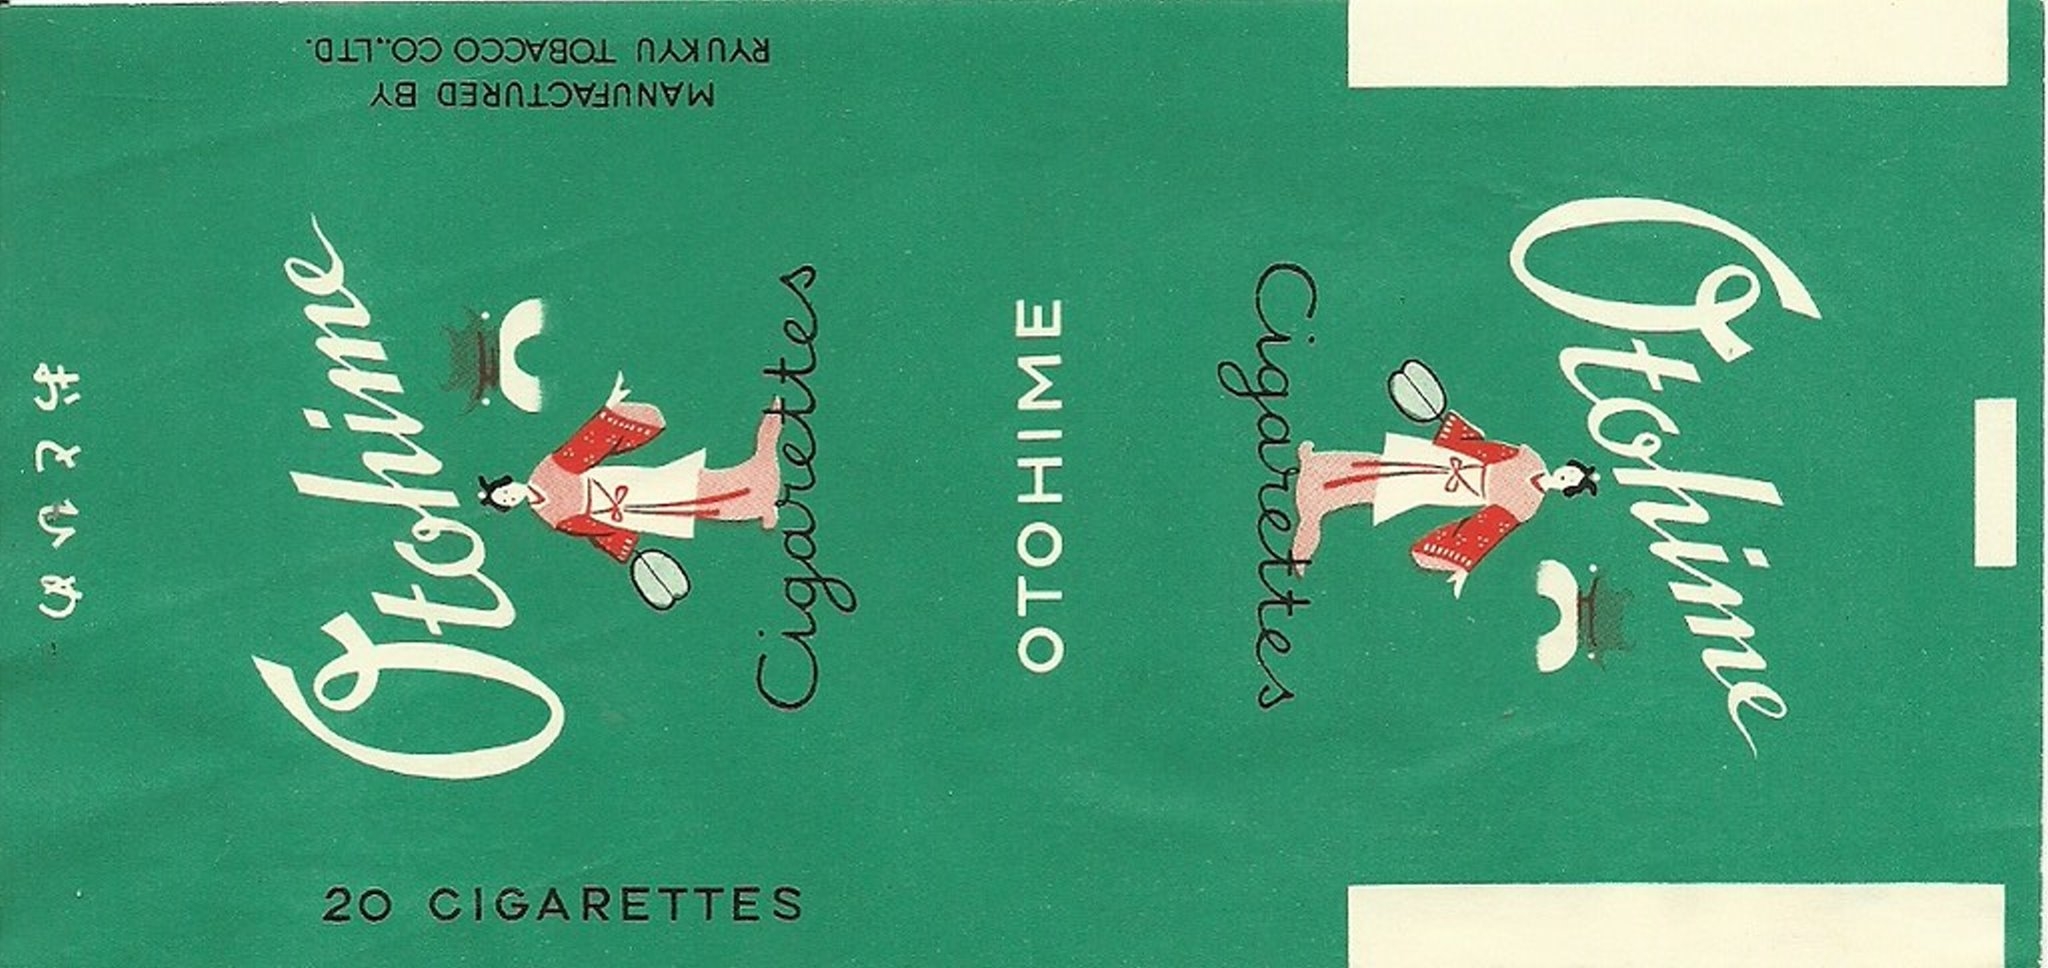 おとひめ
MANUFACTURED BY
RYUKYU TOBACCO CO.,LTD.
Otohime
Cigarettes
20 CIGARETTES
OTOHIME
Otohime
Cigarettes